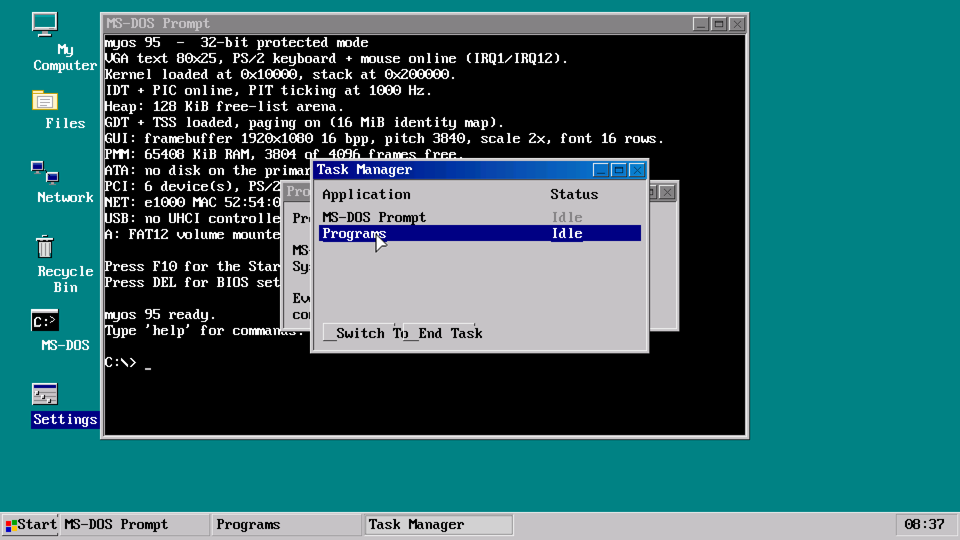 My
Computer
Files
Network
Recycle
Bin
C:\>
MS-DOS
Settings
MS-DOS Prompt
myos 95 - 32-bit protected mode
VGA text 80x25, PS/2 keyboard + mouse online (IRQ1/IRQ12).
Kernel loaded at 0x10000, stack at 0x200000.
IDT + PIC online, PIT ticking at 1000 Hz.
Heap: 128 KiB free-list arena.
GDT + TSS loaded, paging on (16 MiB identity map).
GUI: framebuffer 1920x1080 16 bpp, pitch 3840, scale 2x, font 16 rows.
PMM: 65408 KiB RAM, 3804 of 4096 frames free.
ATA: no disk on the primar
PCI: 6 device(s), PS/2
NET: e1000 MAC 52:54:0
USB: no UHCI controlle
A: FAT12 volume mounte
Press F10 for the Star
Press DEL for BIOS set
myos 95 ready.
Type 'help' for commands.
C:\> _
Pro
Pr
MS
Sy
Ev
co
Task Manager
Application Status
MS-DOS Prompt Idle
Programs Idle
Switch To End Task
Start MS-DOS Prompt Programs Task Manager 08:37